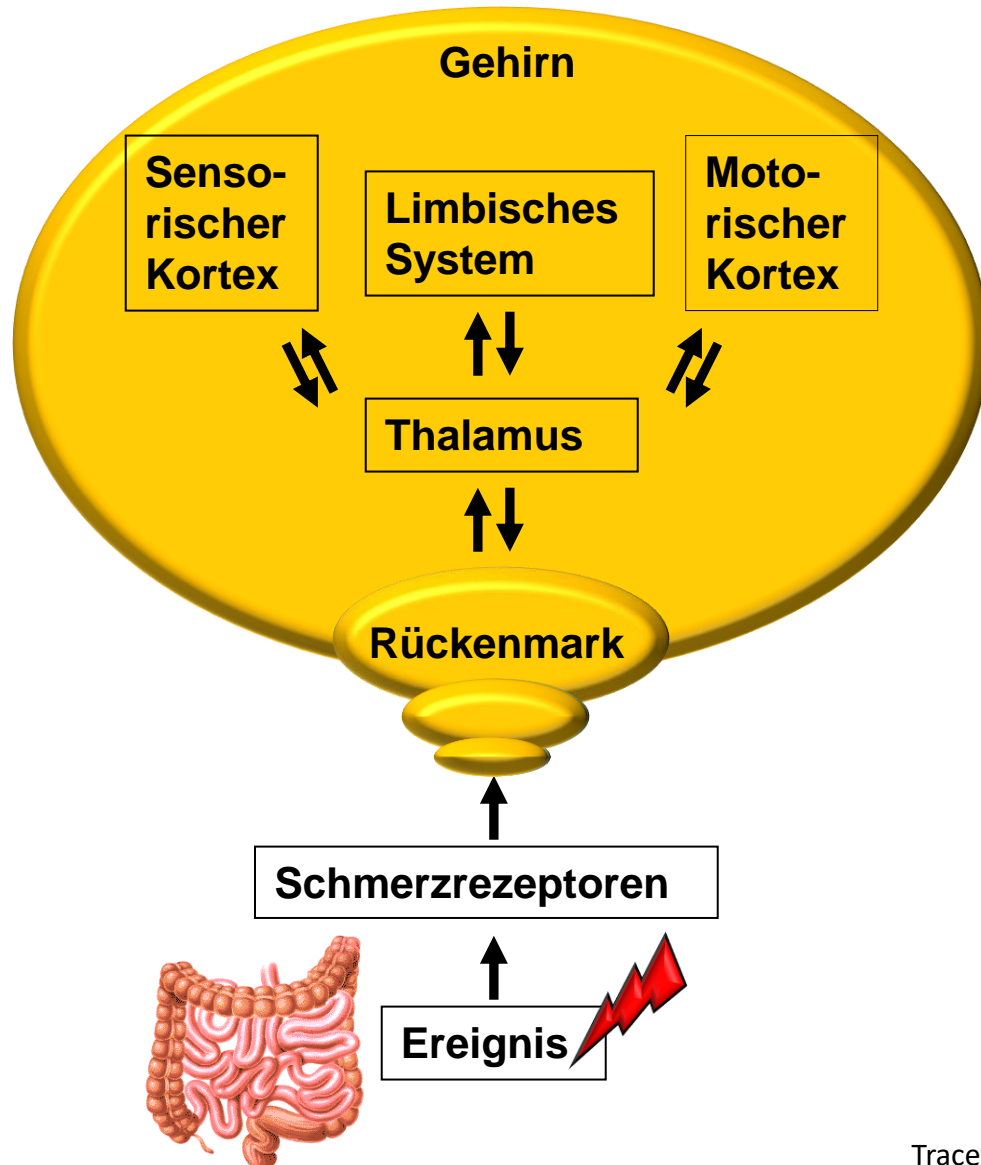 Gehirn
Senso-
rischer
Kortex
Limbisches
System
Moto-
rischer
Kortex
Thalamus
Rückenmark
Schmerzrezeptoren
Ereignis
Trace